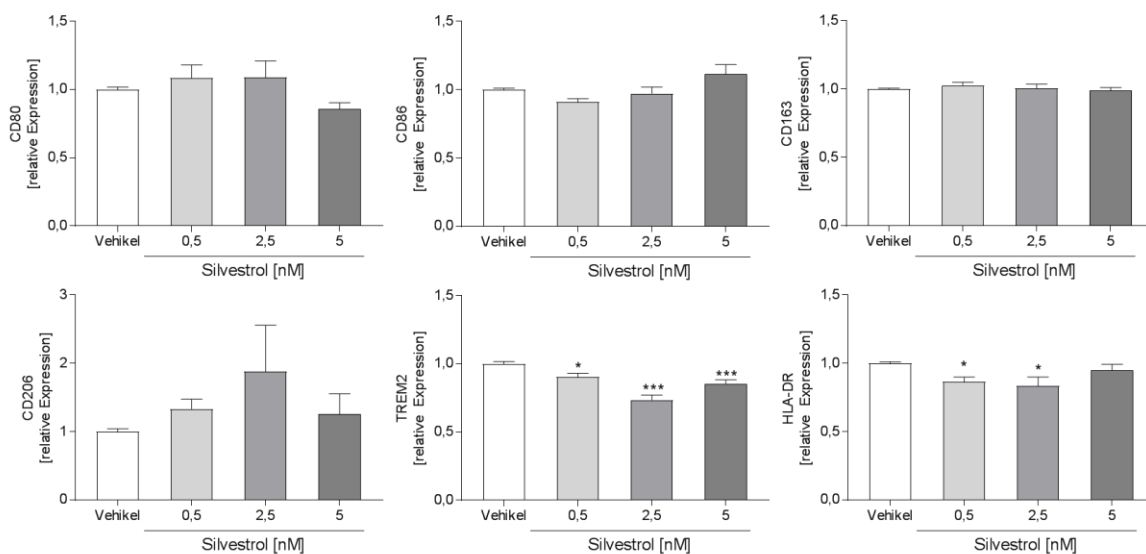 CD80
[relative Expression]
1,5
1,0
0,5
0,0
Vehikel 0,5 2,5 5
Silvestrol [nM]
CD86
[relative Expression]
1,5
1,0
0,5
0,0
Vehikel 0,5 2,5 5
Silvestrol [nM]
CD163
[relative Expression]
1,5
1,0
0,5
0,0
Vehikel 0,5 2,5 5
Silvestrol [nM]
CD206
[relative Expression]
3
2
1
0
Vehikel 0,5 2,5 5
Silvestrol [nM]
TREM2
[relative Expression]
1,5
1,0
0,5
0,0
* *** ***
Vehikel 0,5 2,5 5
Silvestrol [nM]
HLA-DR
[relative Expression]
1,5
1,0
0,5
0,0
* *
Vehikel 0,5 2,5 5
Silvestrol [nM]